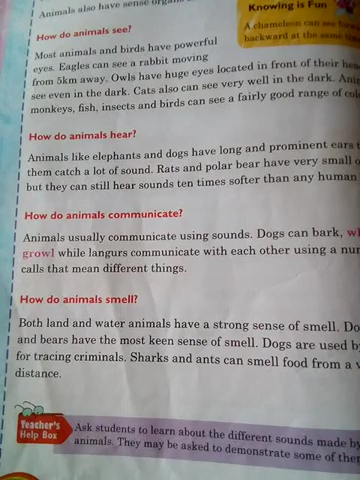 Animals also have sense organs
Knowing is Fun
A chameleon can see
backward at the same
How do animals see?
Most animals and birds have powerful
eyes. Eagles can see a rabbit moving
from 5km away. Owls have huge eyes located in front of their
see even in the dark. Cats also can see very well in the dark.
monkeys, fish, insects and birds can see a fairly good range of
How do animals hear?
Animals like elephants and dogs have long and prominent ears
them catch a lot of sound. Rats and polar bear have very small
but they can still hear sounds ten times softer than any human
How do animals communicate?
Animals usually communicate using sounds. Dogs can bark,
growl while langurs communicate with each other using a
calls that mean different things.
How do animals smell?
Both land and water animals have a strong sense of smell.
and bears have the most keen sense of smell. Dogs are used
for tracing criminals. Sharks and ants can smell food from a
distance.
Teacher's
Help Box
Ask students to learn about the different sounds made by
animals. They may be asked to demonstrate some of